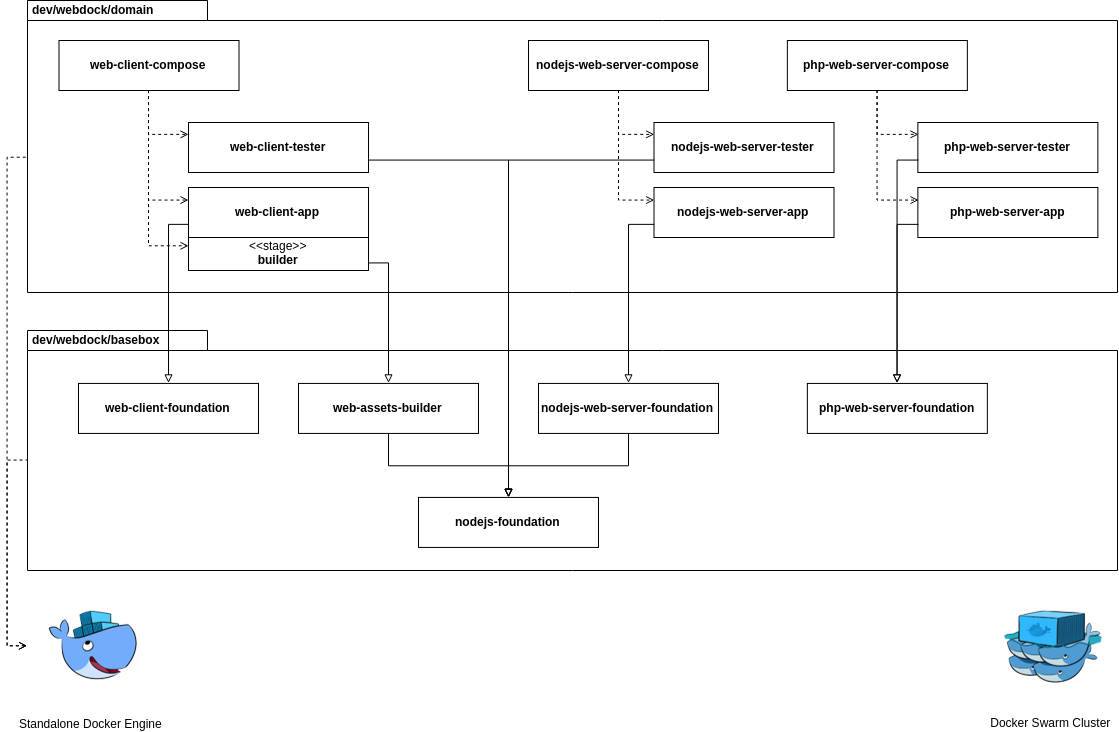 dev/webdock/domain
web-client-compose
nodejs-web-server-compose
php-web-server-compose
web-client-tester
nodejs-web-server-tester
php-web-server-tester
web-client-app
nodejs-web-server-app
php-web-server-app
<<stage>>
builder
dev/webdock/basebox
web-client-foundation
web-assets-builder
nodejs-web-server-foundation
php-web-server-foundation
nodejs-foundation
Standalone Docker Engine
Docker Swarm Cluster